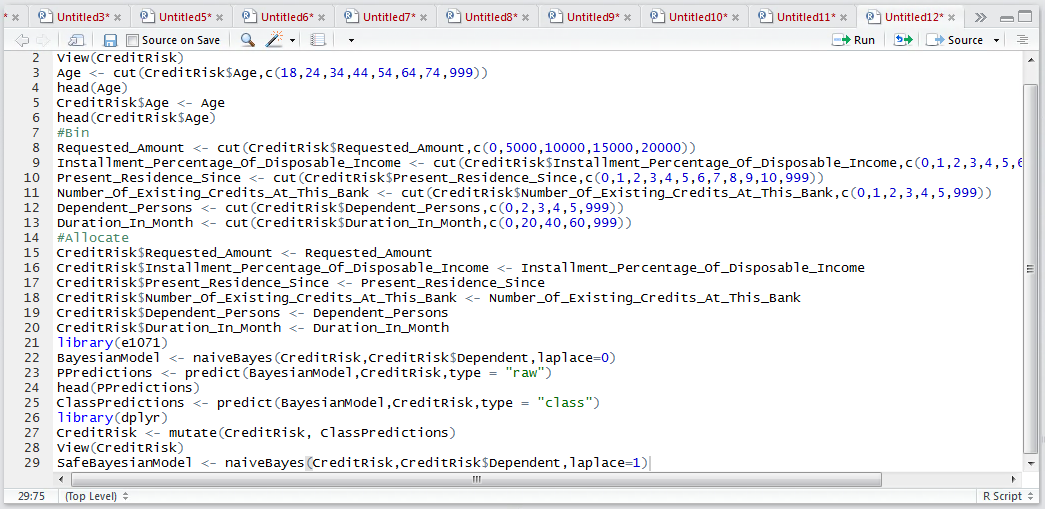 * Untitled3* Untitled5* Untitled6* Untitled7* Untitled8* Untitled9* Untitled10* Untitled11* Untitled12*
Source on Save Run Source
2 View(CreditRisk)
3 Age <- cut(CreditRisk$Age,c(18,24,34,44,54,64,74,999))
4 head(Age)
5 CreditRisk$Age <- Age
6 head(CreditRisk$Age)
7 #Bin
8 Requested_Amount <- cut(CreditRisk$Requested_Amount,c(0,5000,10000,15000,20000))
9 Installment_Percentage_Of_Disposable_Income <- cut(CreditRisk$Installment_Percentage_Of_Disposable_Income,c(0,1,2,3,4,5,6
10 Present_Residence_Since <- cut(CreditRisk$Present_Residence_Since,c(0,1,2,3,4,5,6,7,8,9,10,999))
11 Number_Of_Existing_Credits_At_This_Bank <- cut(CreditRisk$Number_Of_Existing_Credits_At_This_Bank,c(0,1,2,3,4,5,999))
12 Dependent_Persons <- cut(CreditRisk$Dependent_Persons,c(0,2,3,4,5,999))
13 Duration_In_Month <- cut(CreditRisk$Duration_In_Month,c(0,20,40,60,999))
14 #Allocate
15 CreditRisk$Requested_Amount <- Requested_Amount
16 CreditRisk$Installment_Percentage_Of_Disposable_Income <- Installment_Percentage_Of_Disposable_Income
17 CreditRisk$Present_Residence_Since <- Present_Residence_Since
18 CreditRisk$Number_Of_Existing_Credits_At_This_Bank <- Number_Of_Existing_Credits_At_This_Bank
19 CreditRisk$Dependent_Persons <- Dependent_Persons
20 CreditRisk$Duration_In_Month <- Duration_In_Month
21 library(e1071)
22 BayesianModel <- naiveBayes(CreditRisk,CreditRisk$Dependent,laplace=0)
23 PPredictions <- predict(BayesianModel,CreditRisk,type = "raw")
24 head(PPredictions)
25 ClassPredictions <- predict(BayesianModel,CreditRisk,type = "class")
26 library(dplyr)
27 CreditRisk <- mutate(CreditRisk, ClassPredictions)
28 View(CreditRisk)
29 SafeBayesianModel <- naiveBayes(CreditRisk,CreditRisk$Dependent,laplace=1)
29:75 (Top Level) R Script